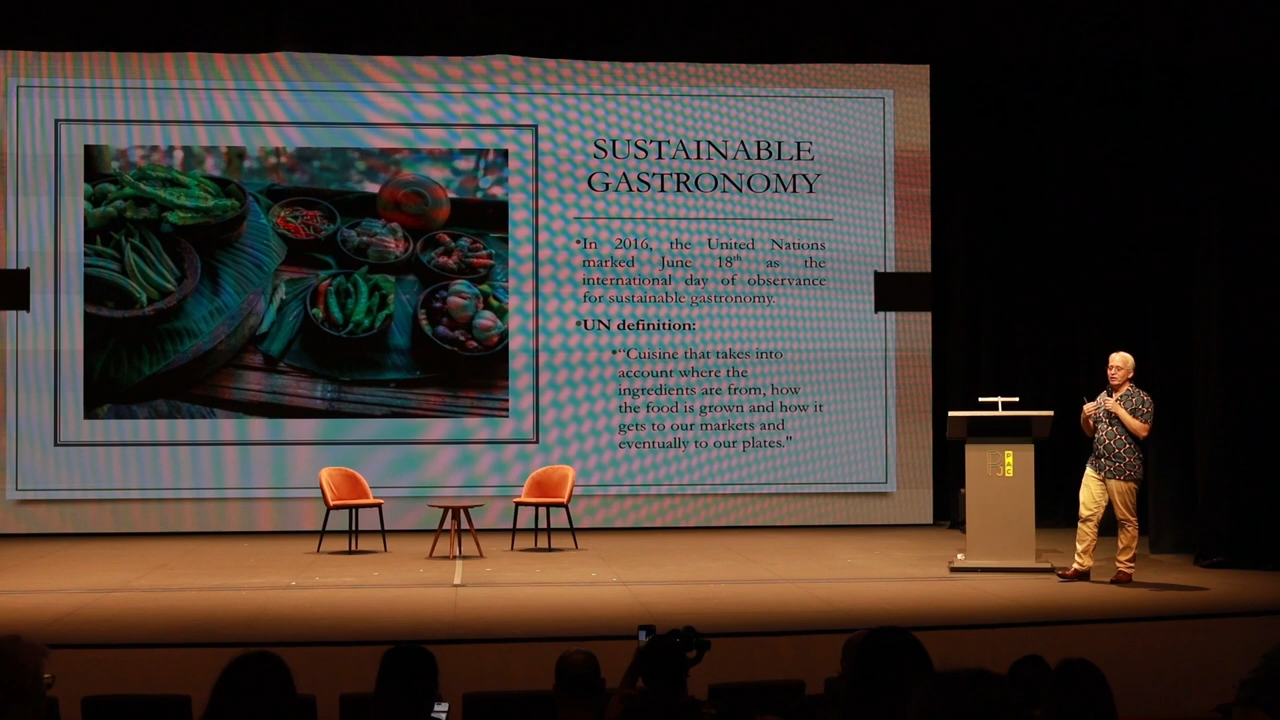 SUSTAINABLE
GASTRONOMY
•In 2016, the United Nations
marked June 18th as the
international day of observance
for sustainable gastronomy.
•UN definition:
•“Cuisine that takes into
account where the
ingredients are from, how
the food is grown and how it
gets to our markets and
eventually to our plates."
PJ
PAC